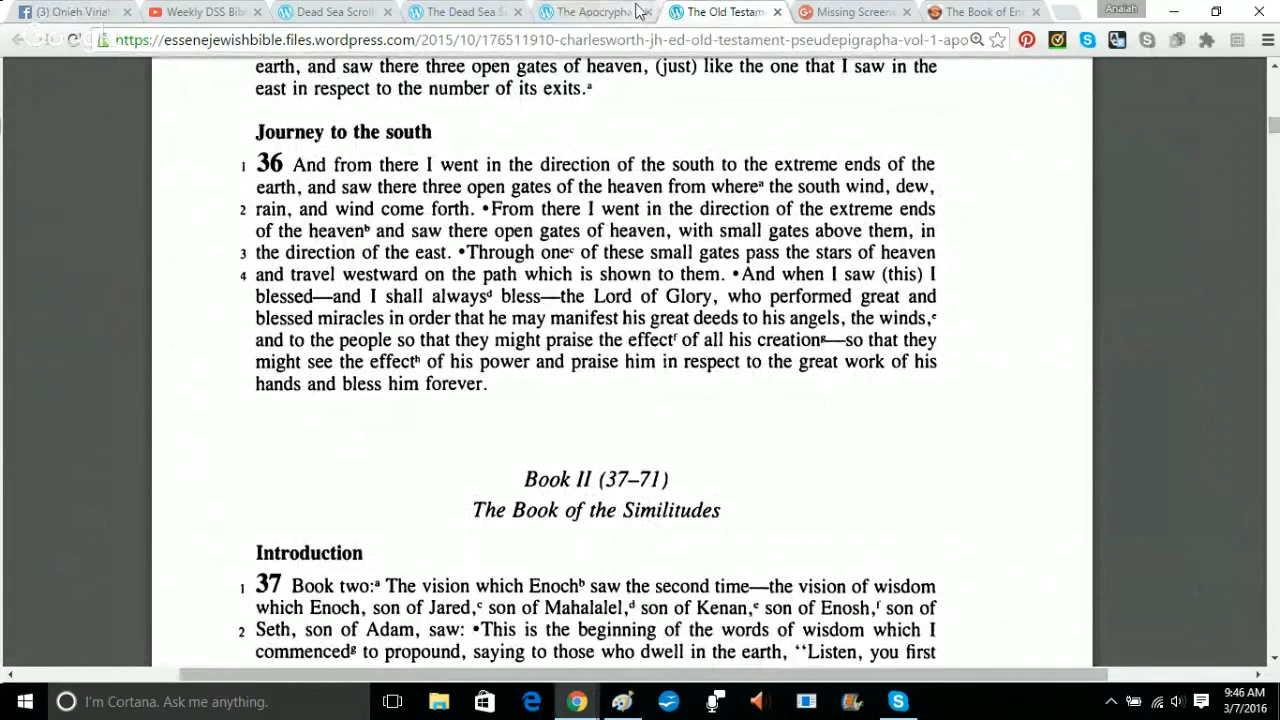 (3) Onieh Viriat
Weekly DSS Bibl
Dead Sea Scroll
The Dead Sea S
The Apocrypha
The Old Testam
Missing Screens
The Book of En
Anaiah
https://essenejewishbible.files.wordpress.com/2015/10/176511910-charlesworth-jh-ed-old-testament-pseudepigrapha-vol-1-apo
earth, and saw there three open gates of heaven, (just) like the one that I saw in the
east in respect to the number of its exits.ᵃ
Journey to the south
1 36 And from there I went in the direction of the south to the extreme ends of the
earth, and saw there three open gates of the heaven from whereᵃ the south wind, dew,
2 rain, and wind come forth. •From there I went in the direction of the extreme ends
of the heavenᵇ and saw there open gates of heaven, with small gates above them, in
3 the direction of the east. •Through oneᶜ of these small gates pass the stars of heaven
4 and travel westward on the path which is shown to them. •And when I saw (this) I
blessed—and I shall alwaysᵈ bless—the Lord of Glory, who performed great and
blessed miracles in order that he may manifest his great deeds to his angels, the winds,ᵉ
and to the people so that they might praise the effectᶠ of all his creationᵍ—so that they
might see the effectʰ of his power and praise him in respect to the great work of his
hands and bless him forever.
Book II (37–71)
The Book of the Similitudes
Introduction
1 37 Book two:ᵃ The vision which Enochᵇ saw the second time—the vision of wisdom
which Enoch, son of Jared,ᶜ son of Mahalalel,ᵈ son of Kenan,ᵉ son of Enosh,ᶠ son of
2 Seth, son of Adam, saw: •This is the beginning of the words of wisdom which I
commencedᵍ to propound, saying to those who dwell in the earth, “Listen, you first
I'm Cortana. Ask me anything.
9:46 AM
3/7/2016